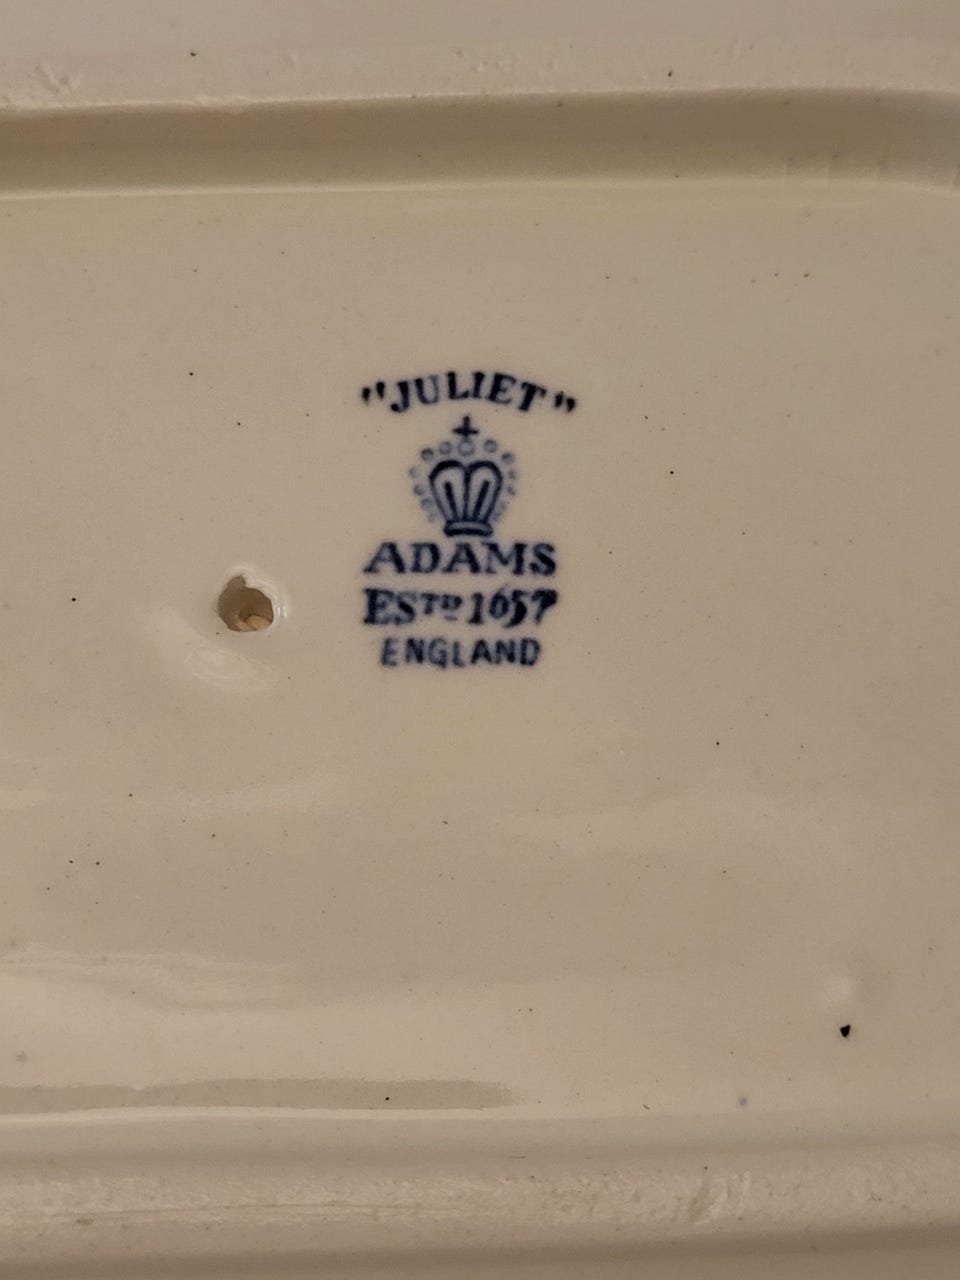 "JULIET"
ADAMS
ESTD 1657
ENGLAND